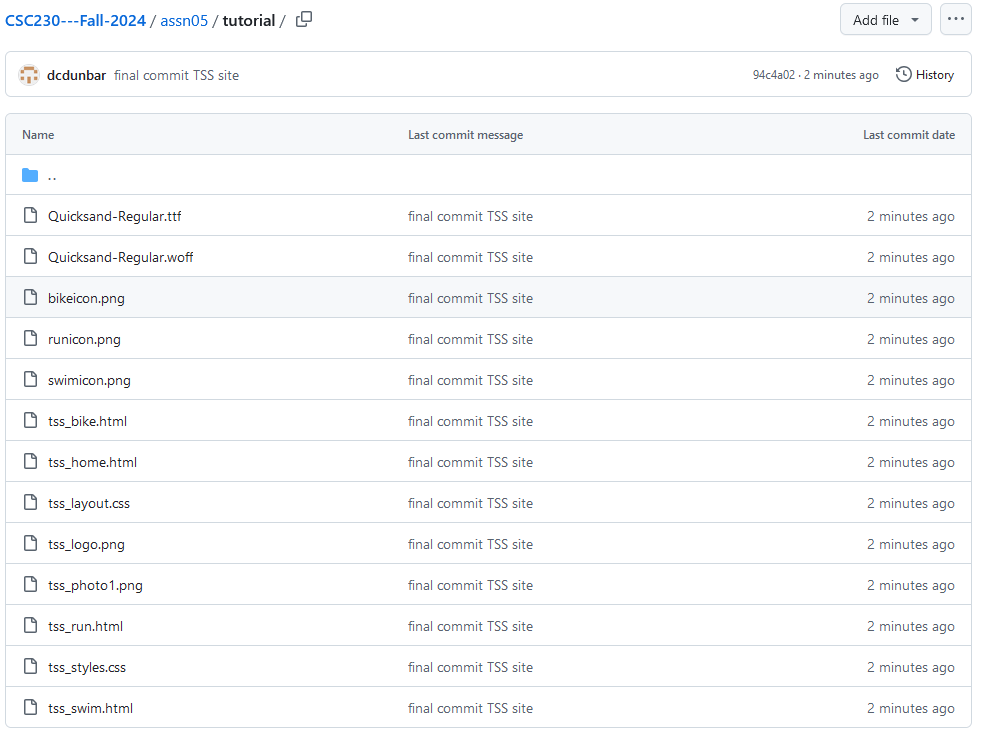 CSC230---Fall-2024 / assn05 / tutorial / Add file ···
dcdunbar final commit TSS site 94c4a02 · 2 minutes ago History
Name Last commit message Last commit date
..
Quicksand-Regular.ttf final commit TSS site 2 minutes ago
Quicksand-Regular.woff final commit TSS site 2 minutes ago
bikeicon.png final commit TSS site 2 minutes ago
runicon.png final commit TSS site 2 minutes ago
swimicon.png final commit TSS site 2 minutes ago
tss_bike.html final commit TSS site 2 minutes ago
tss_home.html final commit TSS site 2 minutes ago
tss_layout.css final commit TSS site 2 minutes ago
tss_logo.png final commit TSS site 2 minutes ago
tss_photo1.png final commit TSS site 2 minutes ago
tss_run.html final commit TSS site 2 minutes ago
tss_styles.css final commit TSS site 2 minutes ago
tss_swim.html final commit TSS site 2 minutes ago